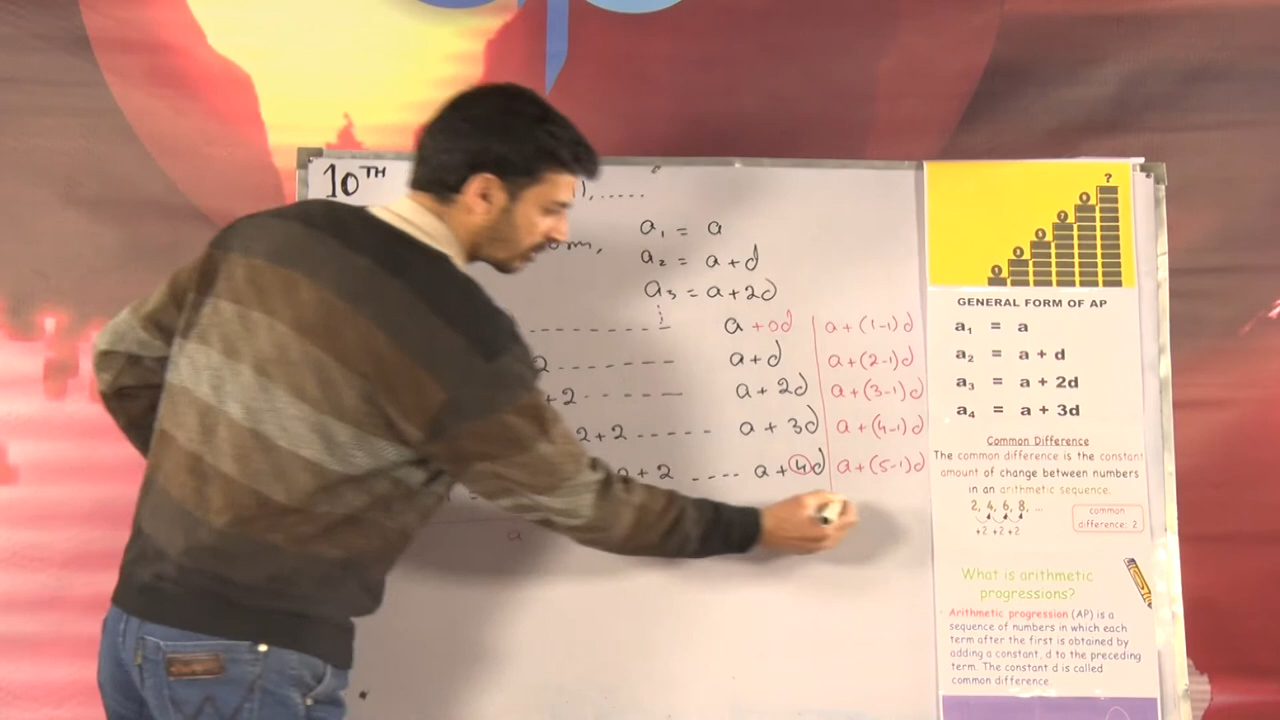 10TH
1), .....
om,
a₁ = a
a₂ = a+d
a₃ = a+2d
a +0d a+(1-1)d
2 a+d a+(2-1)d
+2 a+2d a+(3-1)d
2+2 a+3d a+(4-1)d
+2 .... a+4d a+(5-1)d
a
?
GENERAL FORM OF AP
a₁ = a
a₂ = a + d
a₃ = a + 2d
a₄ = a + 3d
Common Difference
The common difference is the constant
amount of change between numbers
in an arithmetic sequence.
2, 4, 6, 8, ...
+2 +2 +2
common
difference: 2
What is arithmetic
progressions?
Arithmetic progression (AP) is a
sequence of numbers in which each
term after the first is obtained by
adding a constant, d to the preceding
term. The constant d is called
common difference.